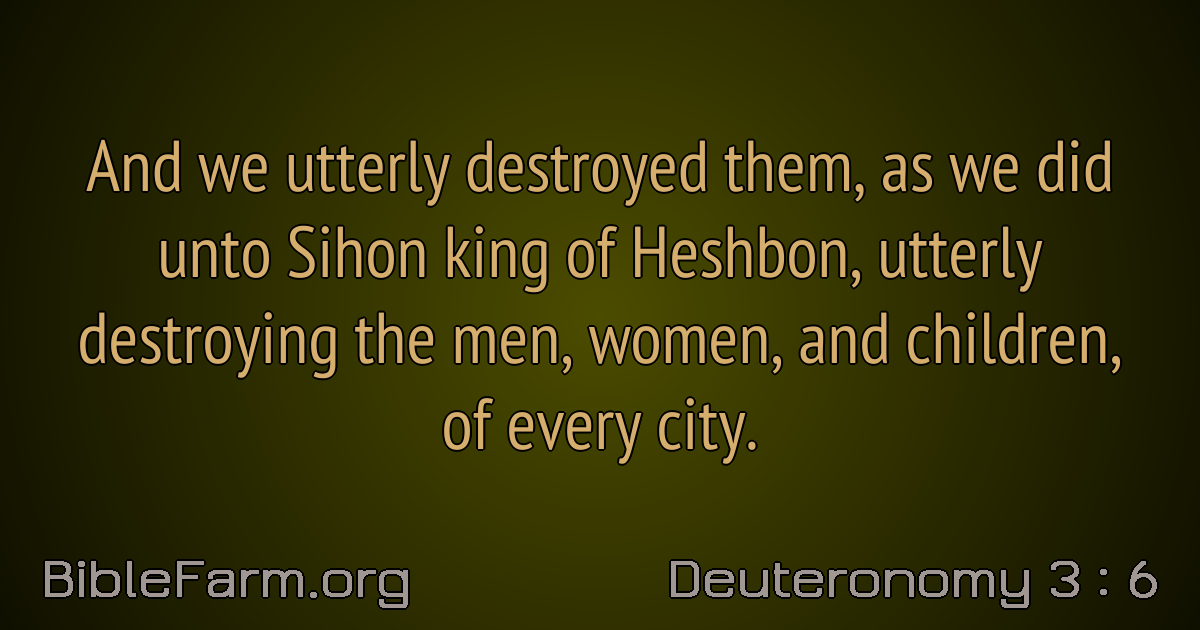 And we utterly destroyed them, as we did
unto Sihon king of Heshbon, utterly
destroying the men, women, and children,
of every city.
BibleFarm.org
Deuteronomy 3 : 6